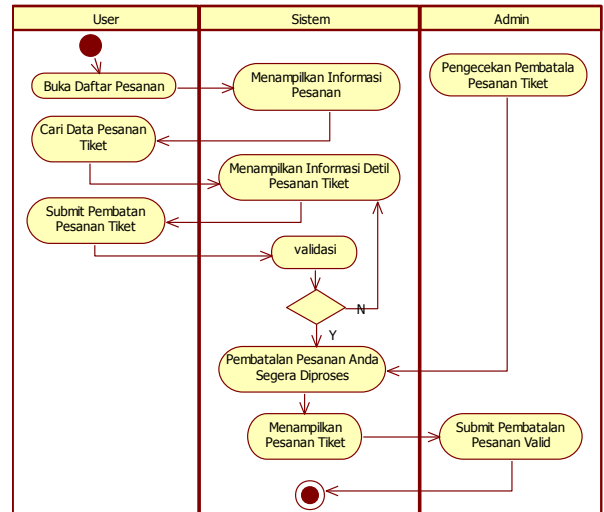 User
Sistem
Admin
Buka Daftar Pesanan
Menampilkan Informasi
Pesanan
Pengecekan Pembatala
Pesanan Tiket
Cari Data Pesanan
Tiket
Menampilkan Informasi Detil
Pesanan Tiket
Submit Pembatan
Pesanan Tiket
validasi
N
Y
Pembatalan Pesanan Anda
Segera Diproses
Menampilkan
Pesanan Tiket
Submit Pembatalan
Pesanan Valid